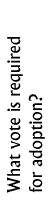 What vote is required
for adoption?